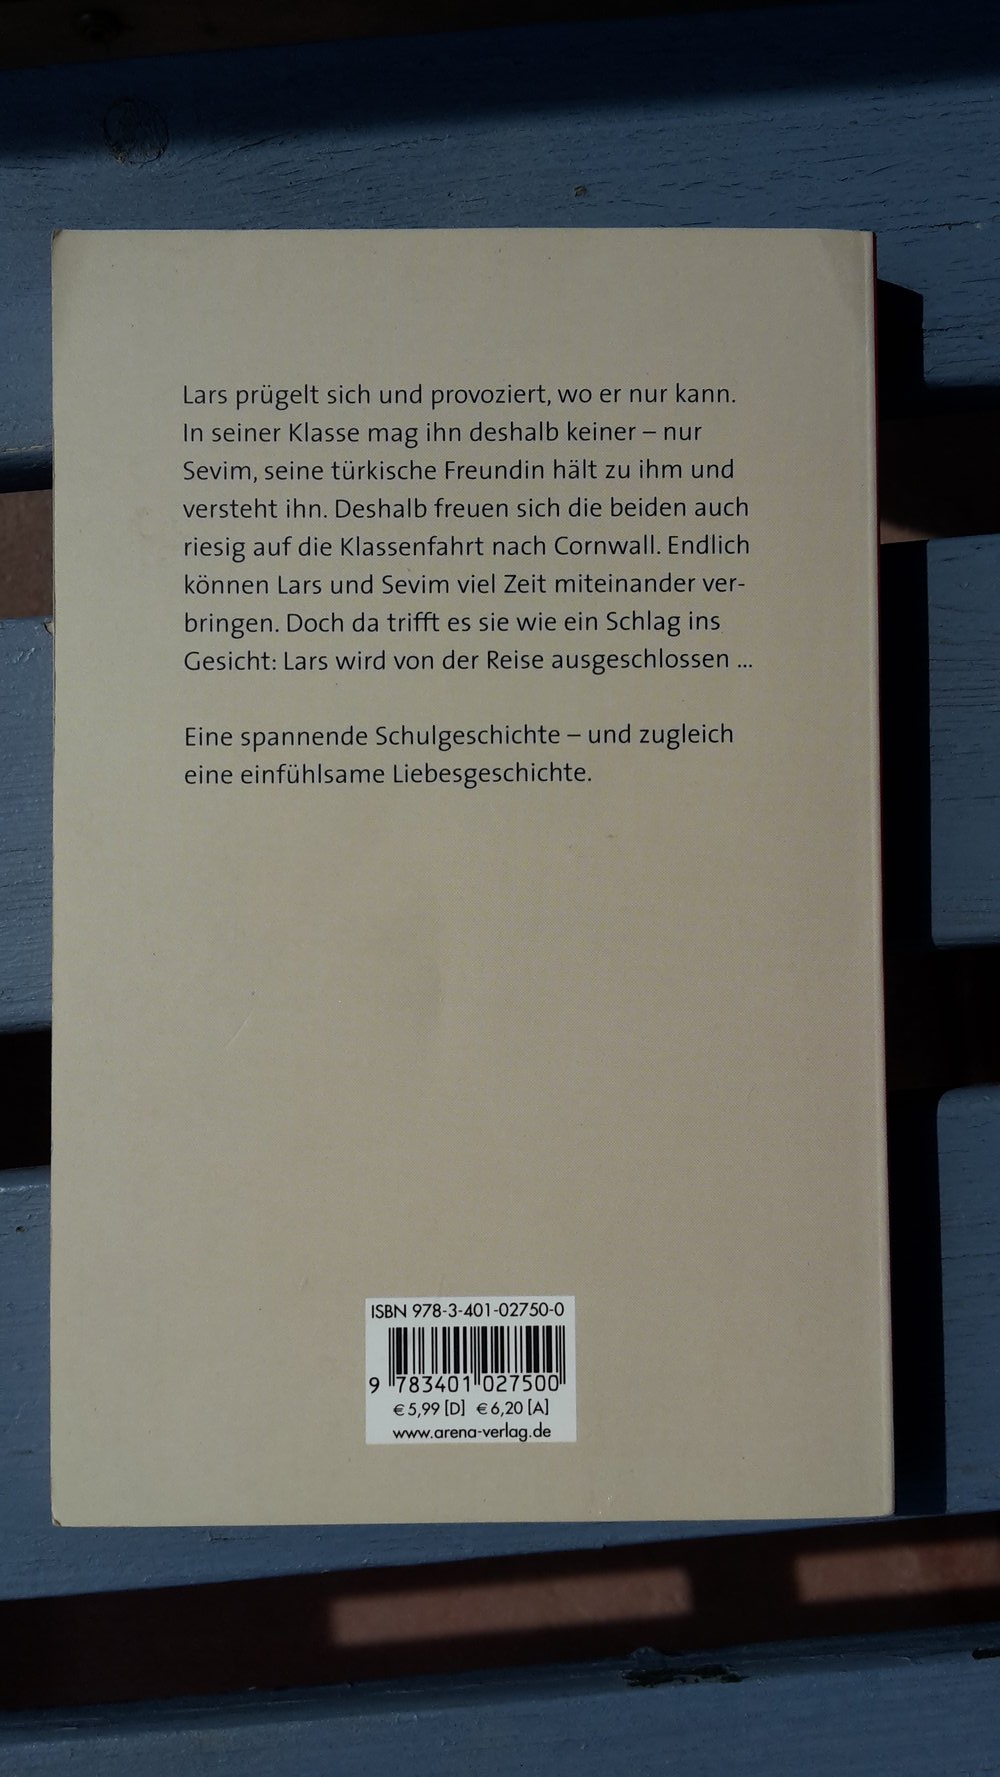 Lars prügelt sich und provoziert, wo er nur kann.
In seiner Klasse mag ihn deshalb keiner – nur
Sevim, seine türkische Freundin hält zu ihm und
versteht ihn. Deshalb freuen sich die beiden auch
riesig auf die Klassenfahrt nach Cornwall. Endlich
können Lars und Sevim viel Zeit miteinander ver-
bringen. Doch da trifft es sie wie ein Schlag ins
Gesicht: Lars wird von der Reise ausgeschlossen ...
Eine spannende Schulgeschichte – und zugleich
eine einfühlsame Liebesgeschichte.
ISBN 978-3-401-02750-0
9 783401 027500
€ 5,99 [D] € 6,20 [A]
www.arena-verlag.de